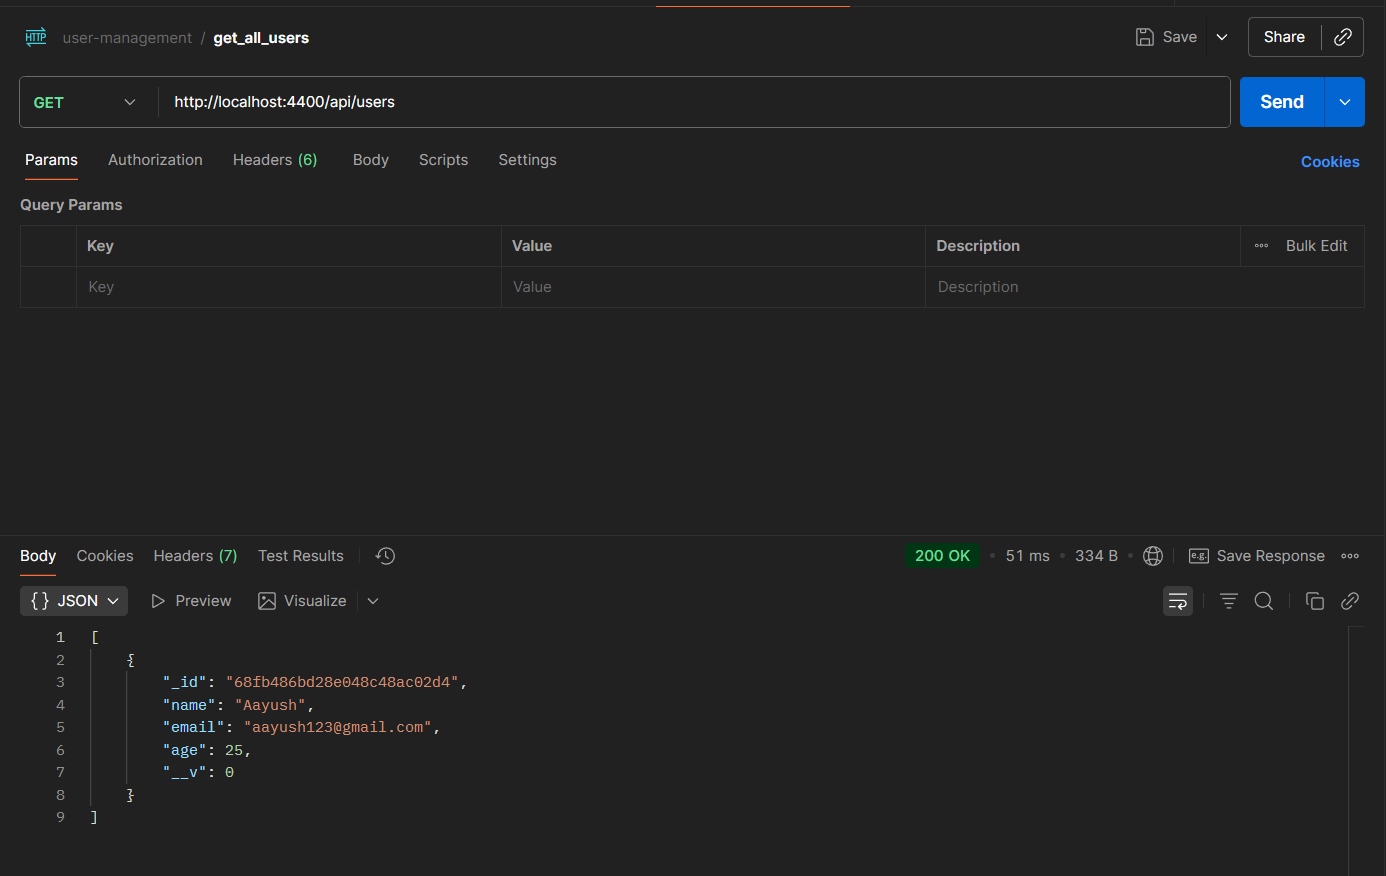 HTTP user-management / get_all_users Save Share
GET http://localhost:4400/api/users Send
Params Authorization Headers (6) Body Scripts Settings Cookies
Query Params
Key Value Description Bulk Edit
Key Value Description
Body Cookies Headers (7) Test Results 200 OK • 51 ms • 334 B • e.g. Save Response
{} JSON Preview Visualize
1 [
2 {
3 "_id": "68fb486bd28e048c48ac02d4",
4 "name": "Aayush",
5 "email": "aayush123@gmail.com",
6 "age": 25,
7 "__v": 0
8 }
9 ]